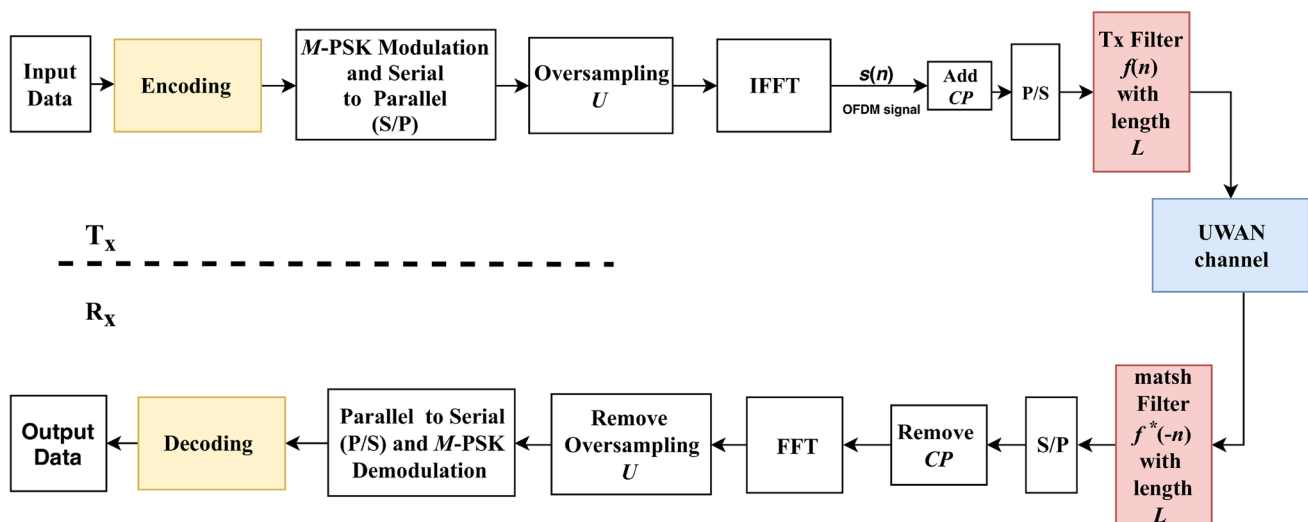 Input
Data
Encoding
M-PSK Modulation
and Serial
to Parallel
(S/P)
Oversampling
U
IFFT
s(n)
OFDM signal
Add
CP
P/S
Tx Filter
f(n)
with
length
L
UWAN
channel
Tx
Rx
matsh
Filter
f*(-n)
with
length
L
S/P
Remove
CP
FFT
Remove
Oversampling
U
Parallel to Serial
(P/S) and M-PSK
Demodulation
Decoding
Output
Data